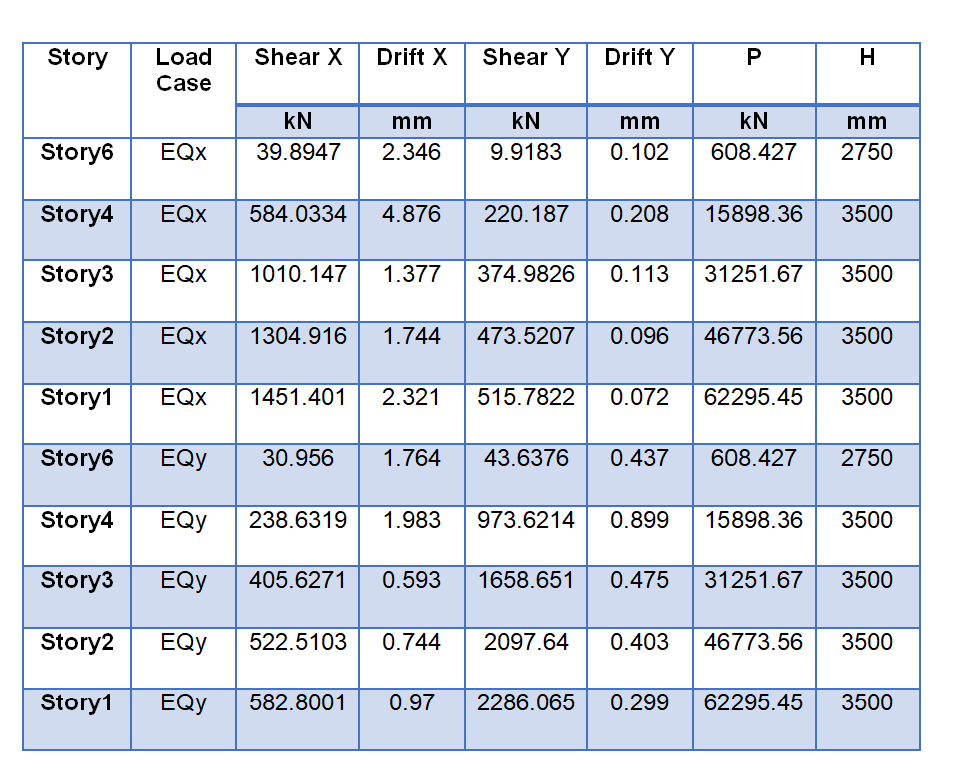 Story Load Case Shear X Drift X Shear Y Drift Y P H
kN mm kN mm kN mm
Story6 EQx 39.8947 2.346 9.9183 0.102 608.427 2750
Story4 EQx 584.0334 4.876 220.187 0.208 15898.36 3500
Story3 EQx 1010.147 1.377 374.9826 0.113 31251.67 3500
Story2 EQx 1304.916 1.744 473.5207 0.096 46773.56 3500
Story1 EQx 1451.401 2.321 515.7822 0.072 62295.45 3500
Story6 EQy 30.956 1.764 43.6376 0.437 608.427 2750
Story4 EQy 238.6319 1.983 973.6214 0.899 15898.36 3500
Story3 EQy 405.6271 0.593 1658.651 0.475 31251.67 3500
Story2 EQy 522.5103 0.744 2097.64 0.403 46773.56 3500
Story1 EQy 582.8001 0.97 2286.065 0.299 62295.45 3500